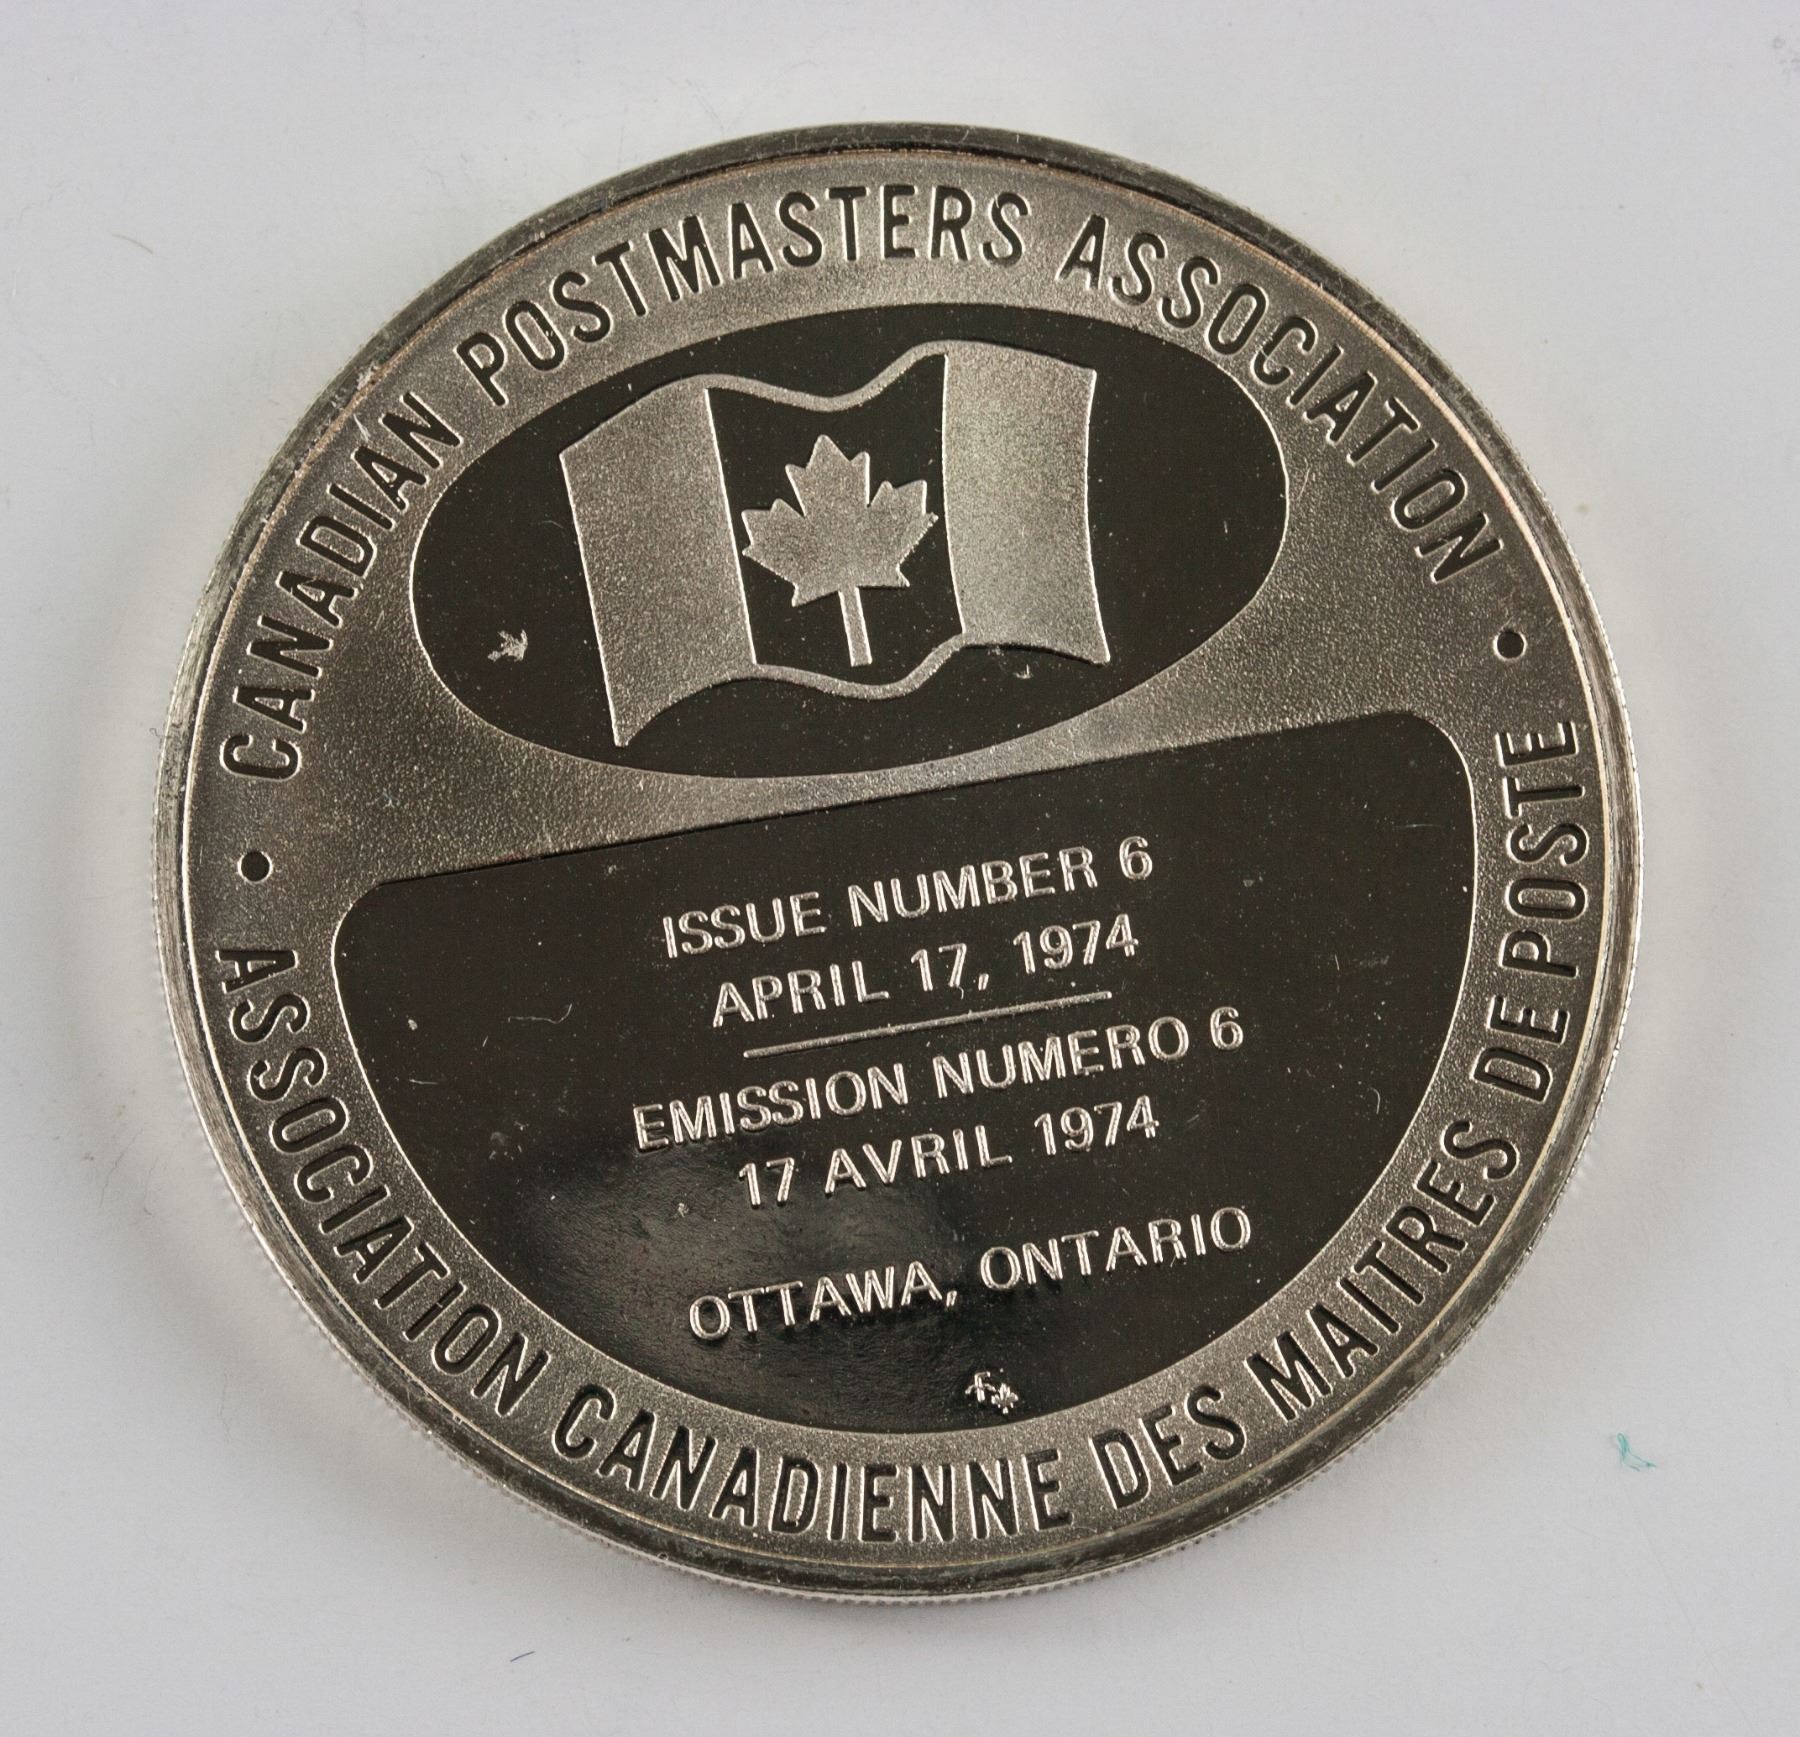 CANADIAN POSTMASTERS ASSOCIATION
ISSUE NUMBER 6
APRIL 17, 1974
EMISSION NUMERO 6
17 AVRIL 1974
OTTAWA, ONTARIO
ASSOCIATION CANADIENNE DES MAITRES DE POSTE